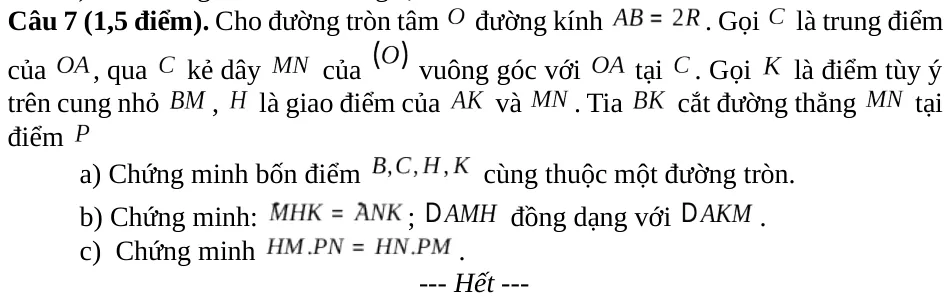 Câu 7 (1,5 điểm). Cho đường tròn tâm O đường kính AB = 2R. Gọi C là trung điểm
của OA, qua C kẻ dây MN của (O) vuông góc với OA tại C. Gọi K là điểm tùy ý
trên cung nhỏ BM, H là giao điểm của AK và MN. Tia BK cắt đường thẳng MN tại
điểm P
a) Chứng minh bốn điểm B,C,H,K cùng thuộc một đường tròn.
b) Chứng minh: MHK = ANK; DAMH đồng dạng với DAKM.
c) Chứng minh HM.PN = HN.PM.
--- Hết ---